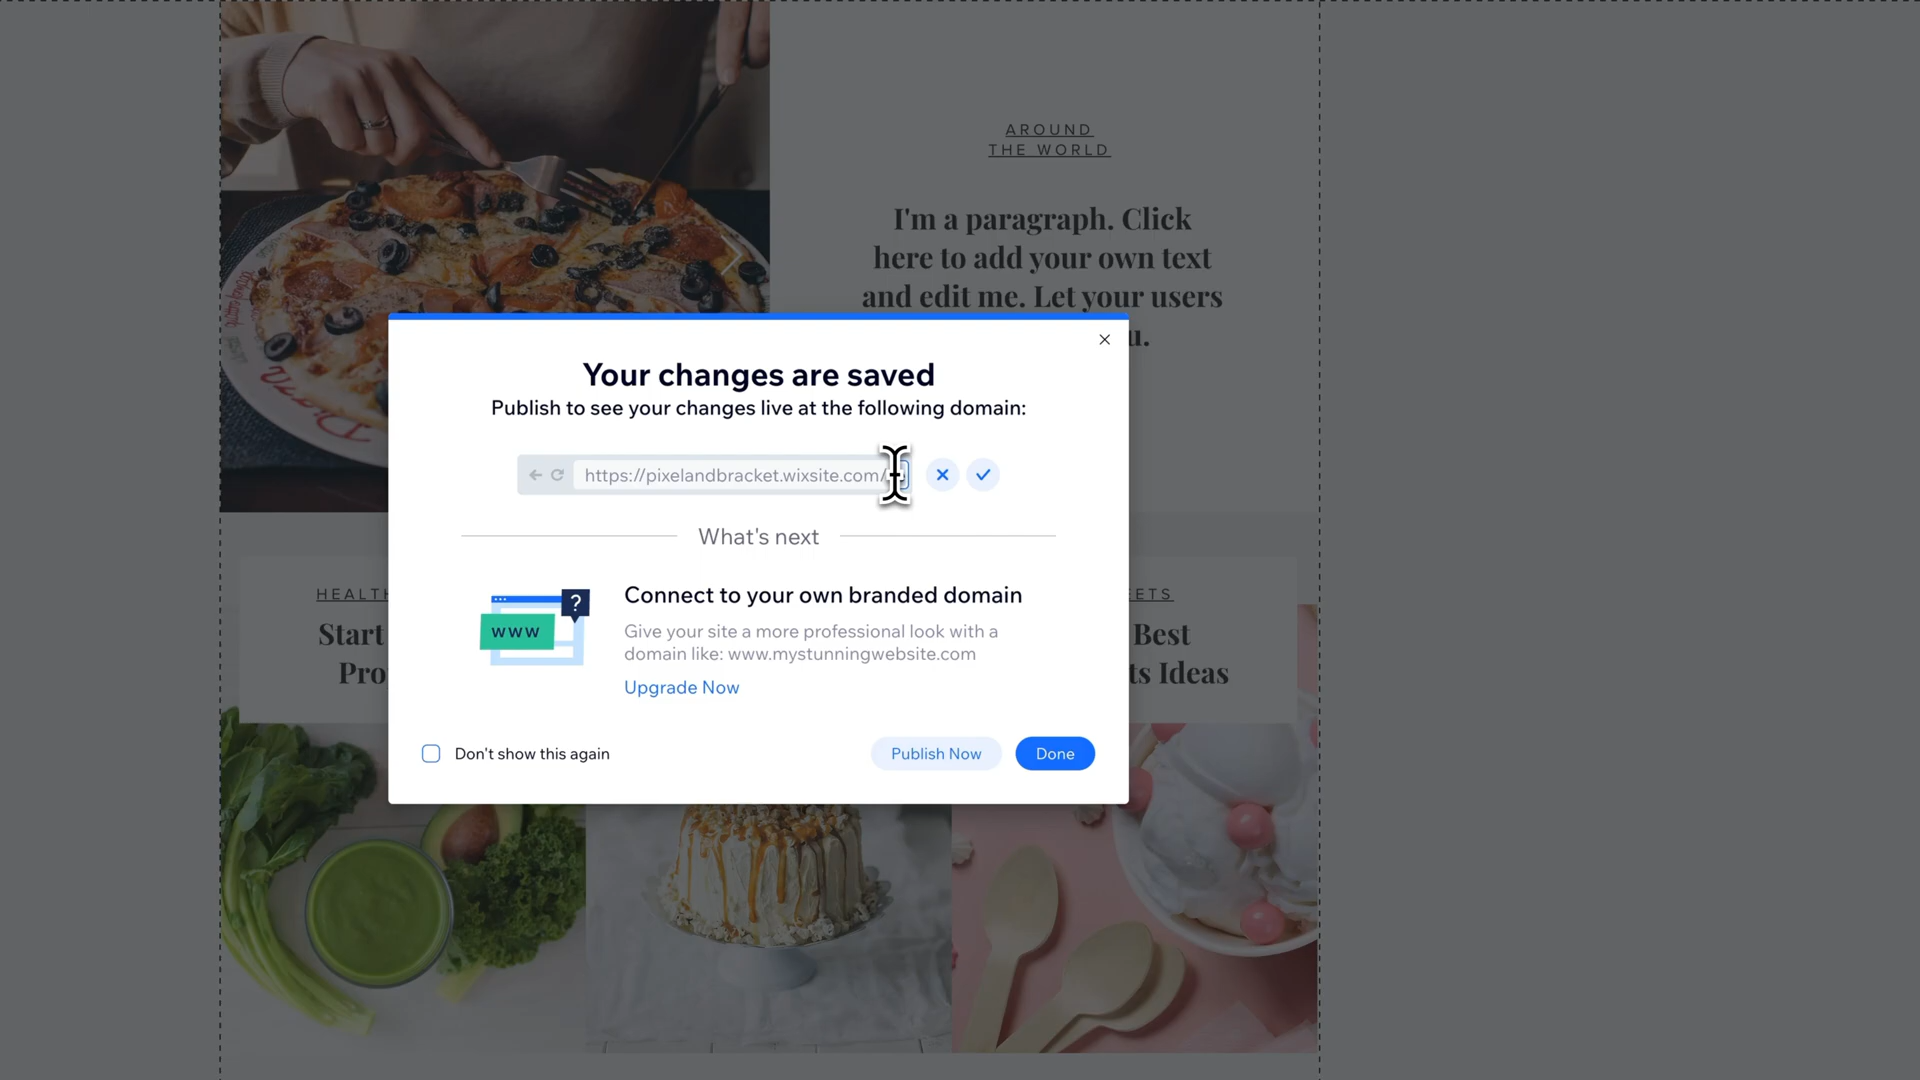 AROUND
THE WORLD
I'm a paragraph. Click
here to add your own text
and edit me. Let your users
u.
Your changes are saved
Publish to see your changes live at the following domain:
https://pixelandbracket.wixsite.com/
What's next
?
www
Connect to your own branded domain
Give your site a more professional look with a
domain like: www.mystunningwebsite.com
Upgrade Now
Don't show this again
Publish Now
Done
HEALTH
Start
Pro
ETS
Best
ts Ideas